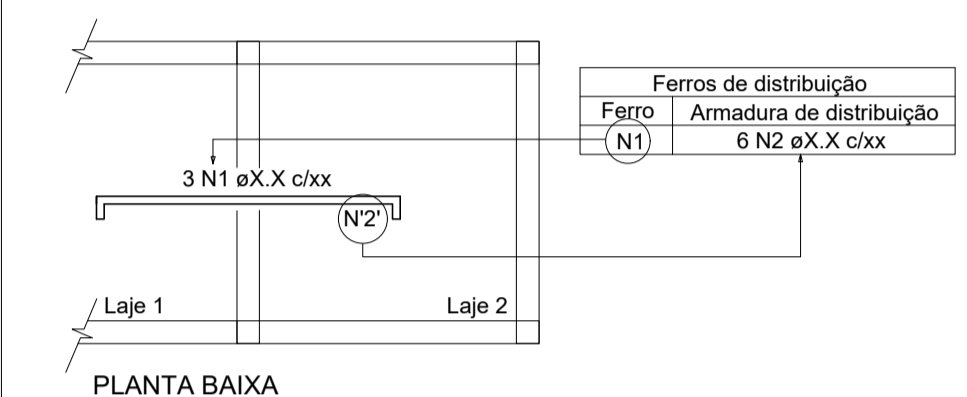 Ferros de distribuição
Ferro Armadura de distribuição
N1 6 N2 øX.X c/xx
3 N1 øX.X c/xx
N'2'
Laje 1 Laje 2
PLANTA BAIXA